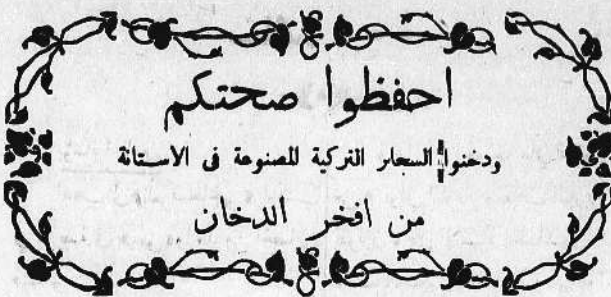 احفظوا صحتكم
ودخنوا السجاير التركية المصنوعة فى الاستانة
من افخر الدخان